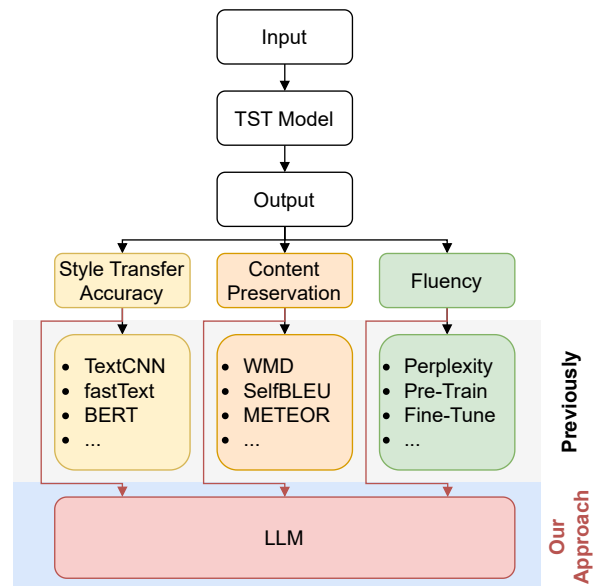 Input
TST Model
Output
Style Transfer
Accuracy
Content
Preservation
Fluency
• TextCNN
• fastText
• BERT
• ...
• WMD
• SelfBLEU
• METEOR
• ...
• Perplexity
• Pre-Train
• Fine-Tune
• ...
Previously
LLM
Our
Approach